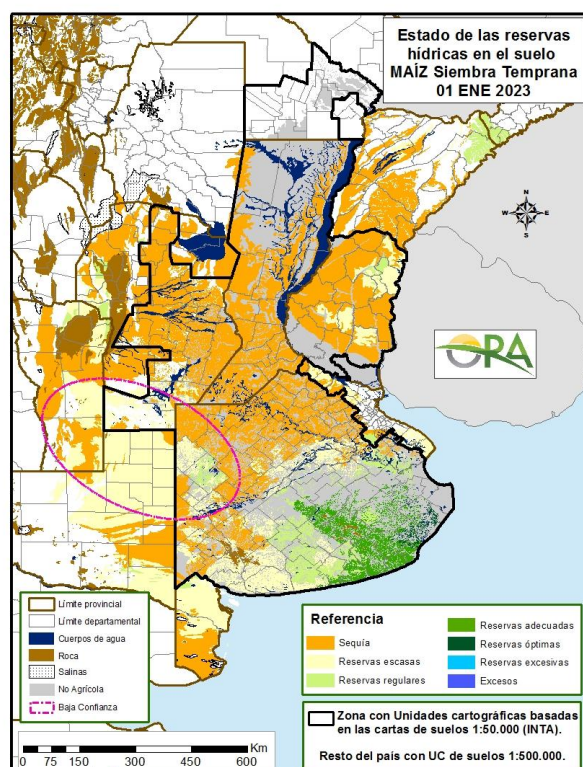 Estado de las reservas
hídricas en el suelo
MAÍZ Siembra Temprana
01 ENE 2023
N
W E
S
ORA
Límite provincial
Límite departamental
Cuerpos de agua
Roca
Salinas
No Agrícola
Baja Confianza
Referencia
Sequía
Reservas escasas
Reservas regulares
Reservas adecuadas
Reservas óptimas
Reservas excesivas
Excesos
Zona con Unidades cartográficas basadas
en las cartas de suelos 1:50.000 (INTA).
Resto del país con UC de suelos 1:500.000.
0 75 150 300 450 600 Km